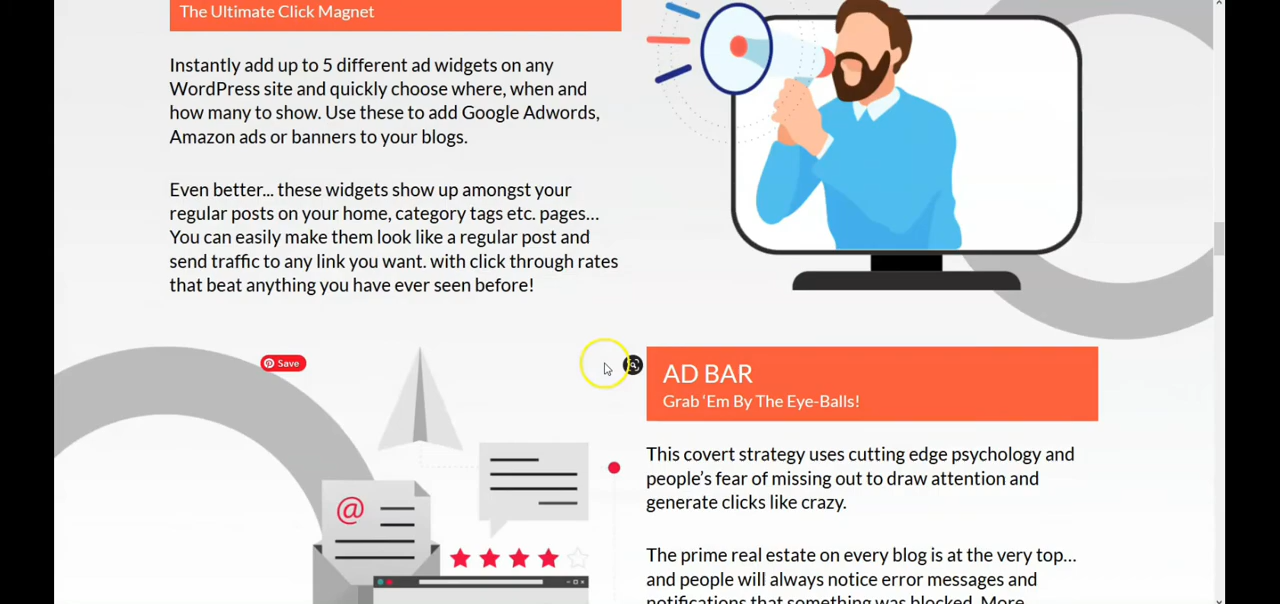 The Ultimate Click Magnet
Instantly add up to 5 different ad widgets on any
WordPress site and quickly choose where, when and
how many to show. Use these to add Google Adwords,
Amazon ads or banners to your blogs.
Even better... these widgets show up amongst your
regular posts on your home, category tags etc. pages...
You can easily make them look like a regular post and
send traffic to any link you want. with click through rates
that beat anything you have ever seen before!
Save
AD BAR
Grab ‘Em By The Eye-Balls!
This covert strategy uses cutting edge psychology and
people’s fear of missing out to draw attention and
generate clicks like crazy.
@
The prime real estate on every blog is at the very top...
and people will always notice error messages and
notifications that something was blocked. More